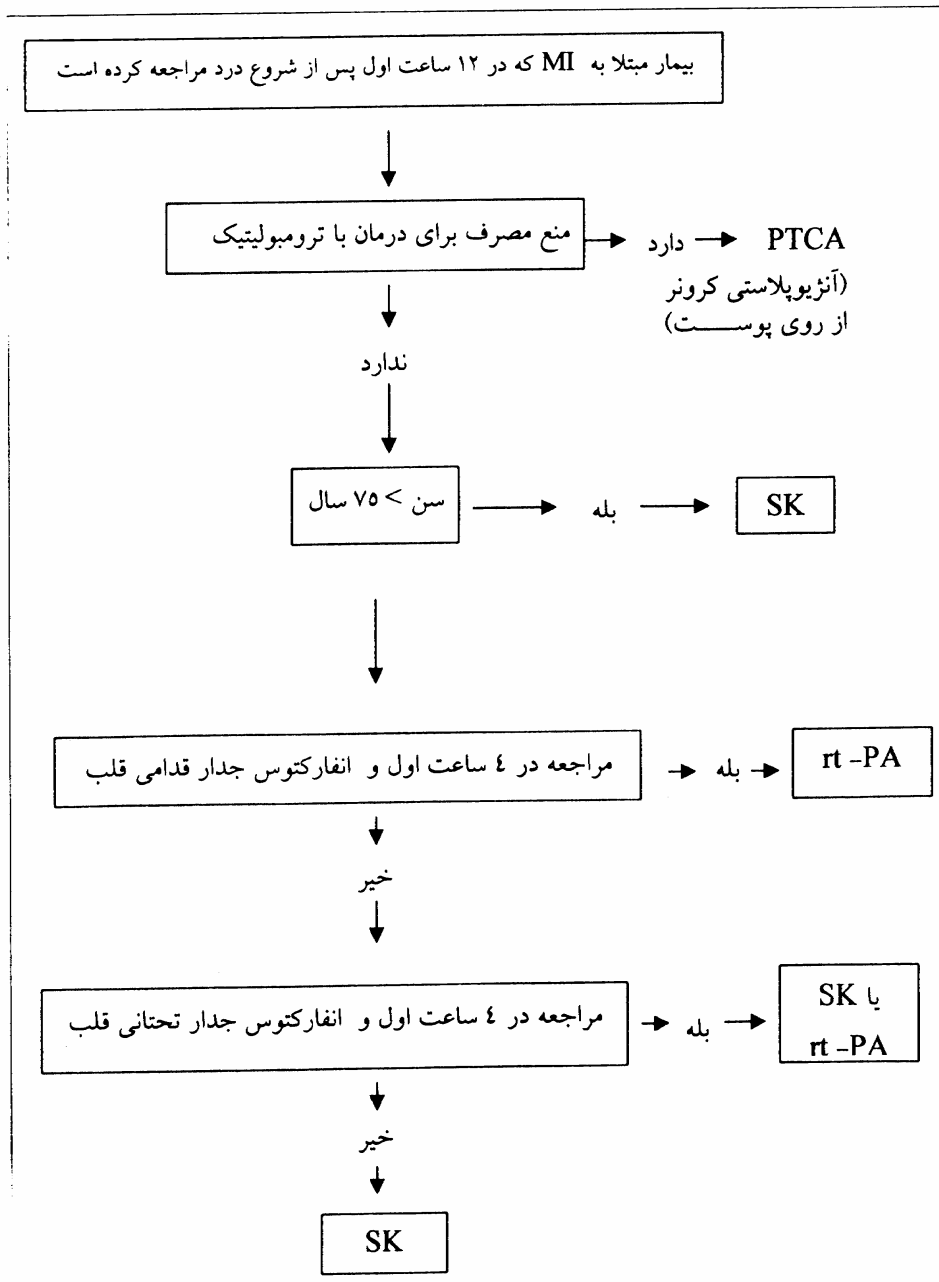 بیمار مبتلا به MI که در ۱۲ ساعت اول پس از شروع درد مراجعه کرده است
منع مصرف برای درمان با ترومبولیتیک
دارد
PTCA
(آنژیوپلاستی کرونر
از روی پوســـت)
ندارد
سن > ۷۵ سال
بله
SK
مراجعه در ٤ ساعت اول و انفارکتوس جدار قدامی قلب
بله
rt –PA
خیر
مراجعه در ٤ ساعت اول و انفارکتوس جدار تحتانی قلب
بله
SK یا
rt –PA
خیر
SK